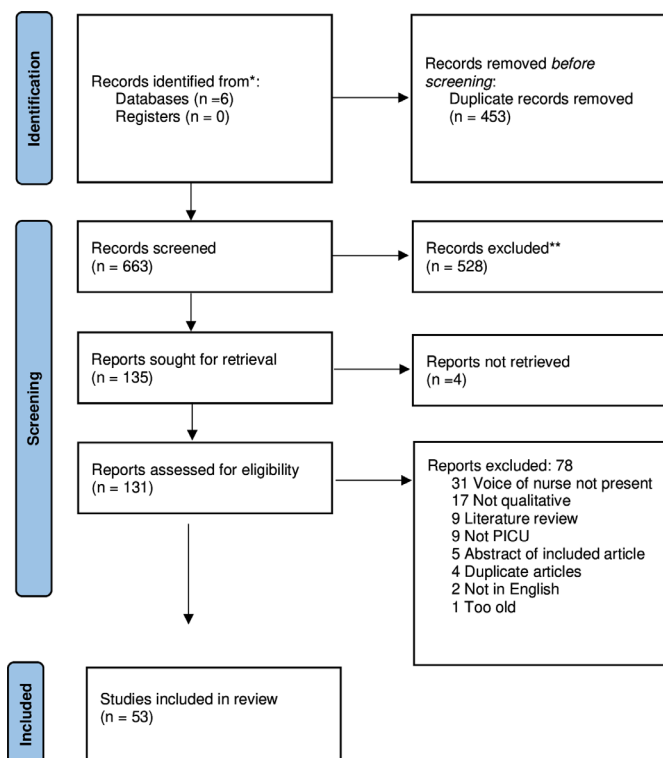 Identification
Records identified from*:
Databases (n =6)
Registers (n = 0)
Records removed before
screening:
Duplicate records removed
(n = 453)
Screening
Records screened
(n = 663)
Records excluded**
(n = 528)
Reports sought for retrieval
(n = 135)
Reports not retrieved
(n =4)
Reports assessed for eligibility
(n = 131)
Reports excluded: 78
31 Voice of nurse not present
17 Not qualitative
9 Literature review
9 Not PICU
5 Abstract of included article
4 Duplicate articles
2 Not in English
1 Too old
Included
Studies included in review
(n = 53)